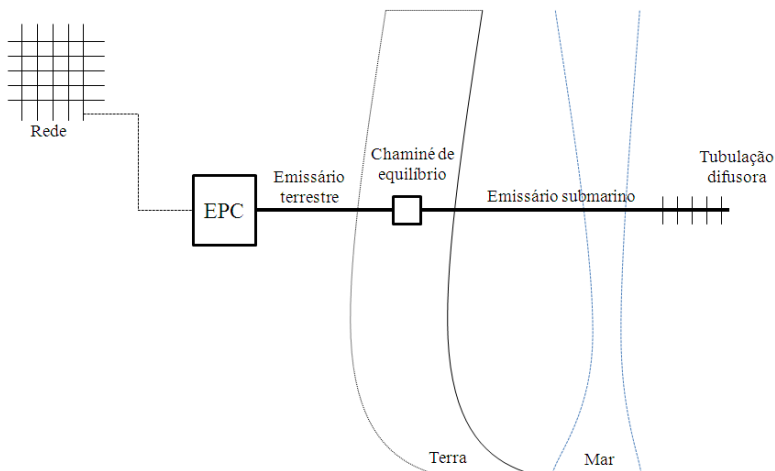 Rede
EPC
Emissário
terrestre
Chaminé de
equilíbrio
Emissário submarino
Tubulação
difusora
Terra
Mar